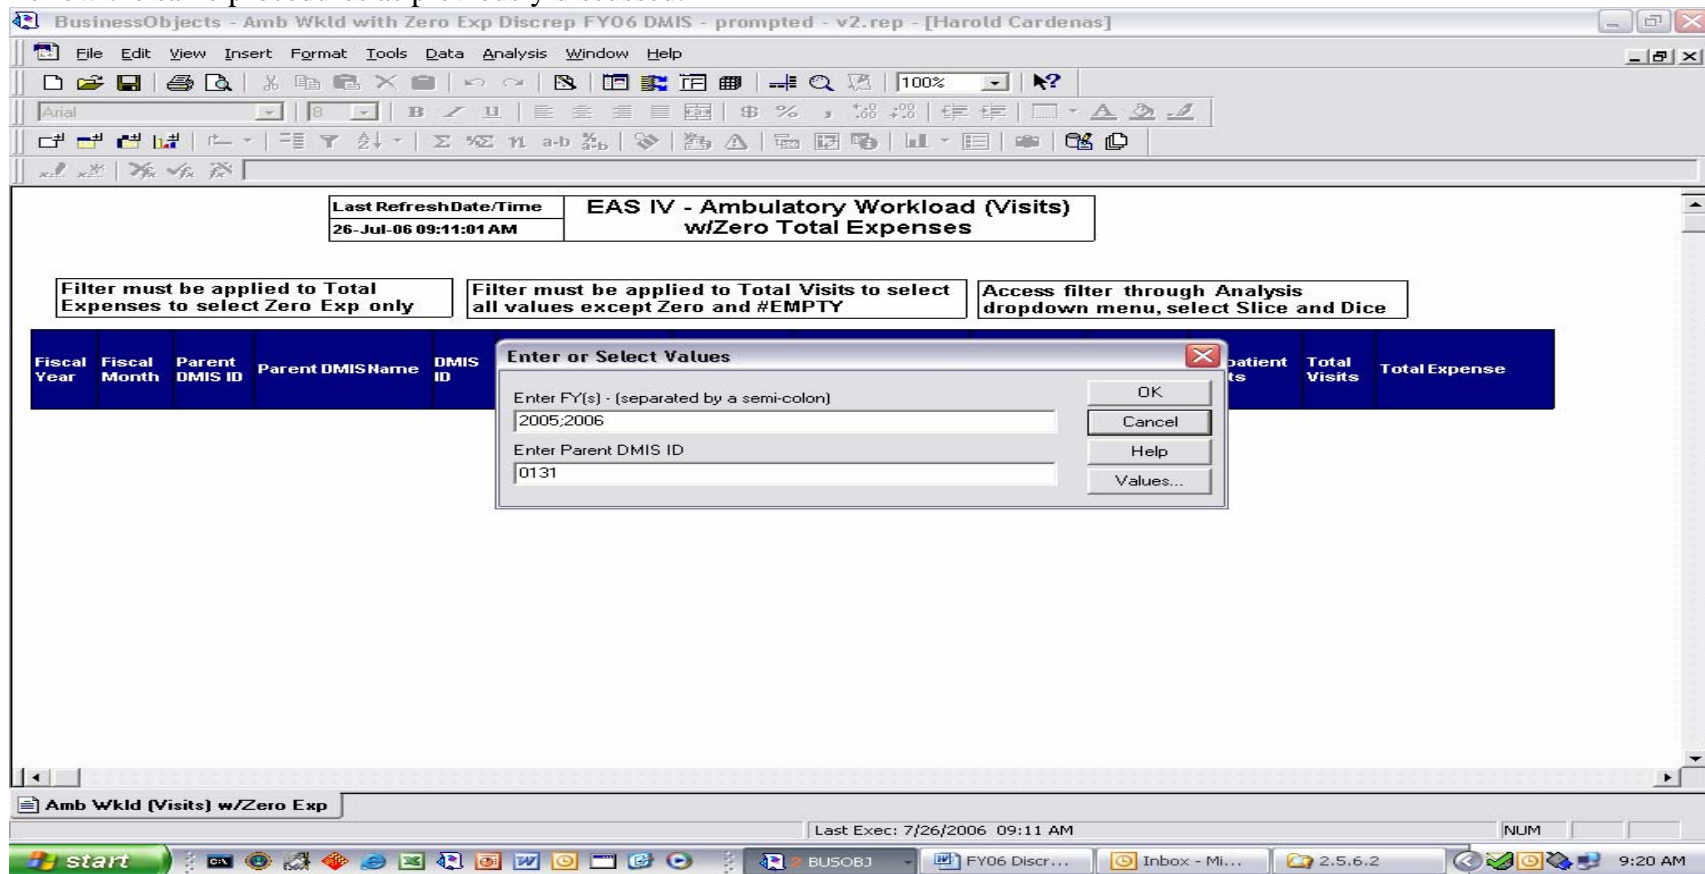 BusinessObjects - Amb Wkld with Zero Exp Discrep FY06 DMIS - prompted - v2.rep - [Harold Cardenas]
File Edit View Insert Format Tools Data Analysis Window Help
100%
Arial 8 B I U
Last Refresh Date/Time
26-Jul-06 09:11:01 AM
EAS IV - Ambulatory Workload (Visits)
w/Zero Total Expenses
Filter must be applied to Total
Expenses to select Zero Exp only
Filter must be applied to Total Visits to select
all values except Zero and #EMPTY
Access filter through Analysis
dropdown menu, select Slice and Dice
Fiscal Year
Fiscal Month
Parent DMIS ID
Parent DMIS Name
DMIS ID
Total Visits
Total Expense
Enter or Select Values
Enter FY(s) - (separated by a semi-colon)
2005;2006
Enter Parent DMIS ID
0131
OK
Cancel
Help
Values...
Amb Wkld (Visits) w/Zero Exp
Last Exec: 7/26/2006 09:11 AM
NUM
start
2 BUSOBJ
FY06 Discr...
Inbox - Mi...
2.5.6.2
9:20 AM